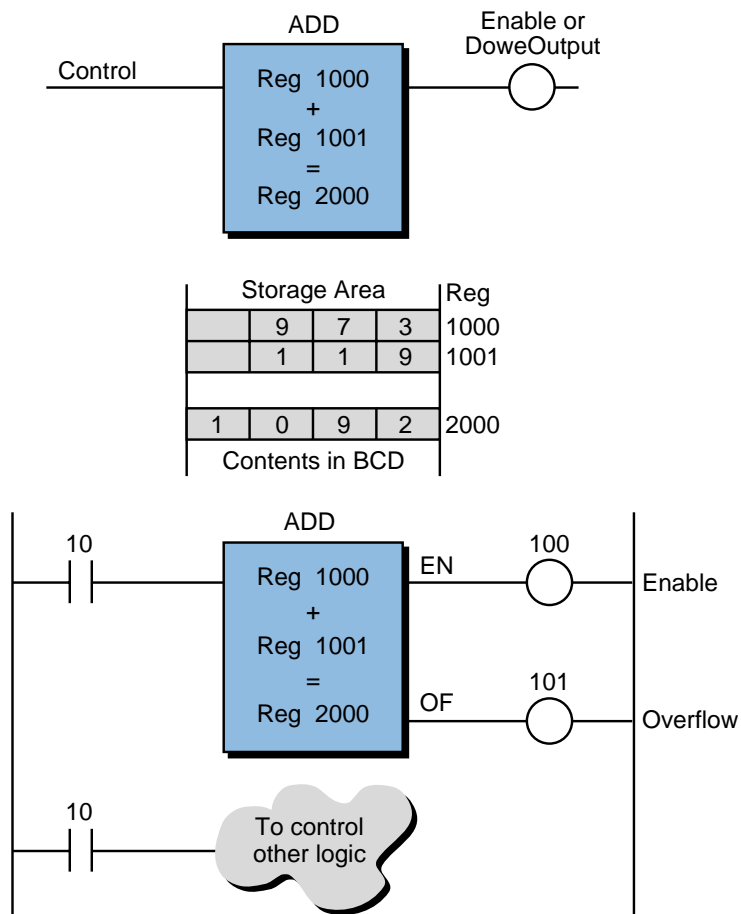 ADD
Enable or
DoweOutput
Control
Reg 1000
+
Reg 1001
=
Reg 2000
Storage Area Reg
9 7 3 1000
1 1 9 1001
1 0 9 2 2000
Contents in BCD
ADD
10
Reg 1000
+
Reg 1001
=
Reg 2000
EN
100
Enable
OF
101
Overflow
10
To control
other logic